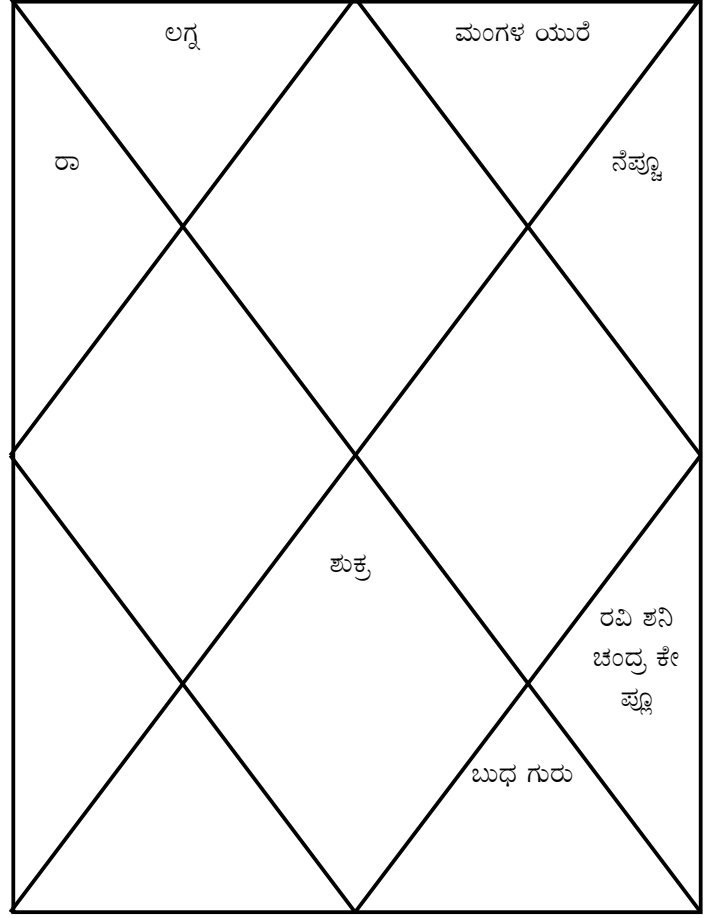 ಲಗ್ನ
ಮಂಗಳ ಯುರೆ
ರಾ
ನೆಪ್ಚೂ
ಶುಕ್ರ
ರವಿ ಶನಿ
ಚಂದ್ರ ಕೇ
ಪ್ಲೂ
ಬುಧ ಗುರು